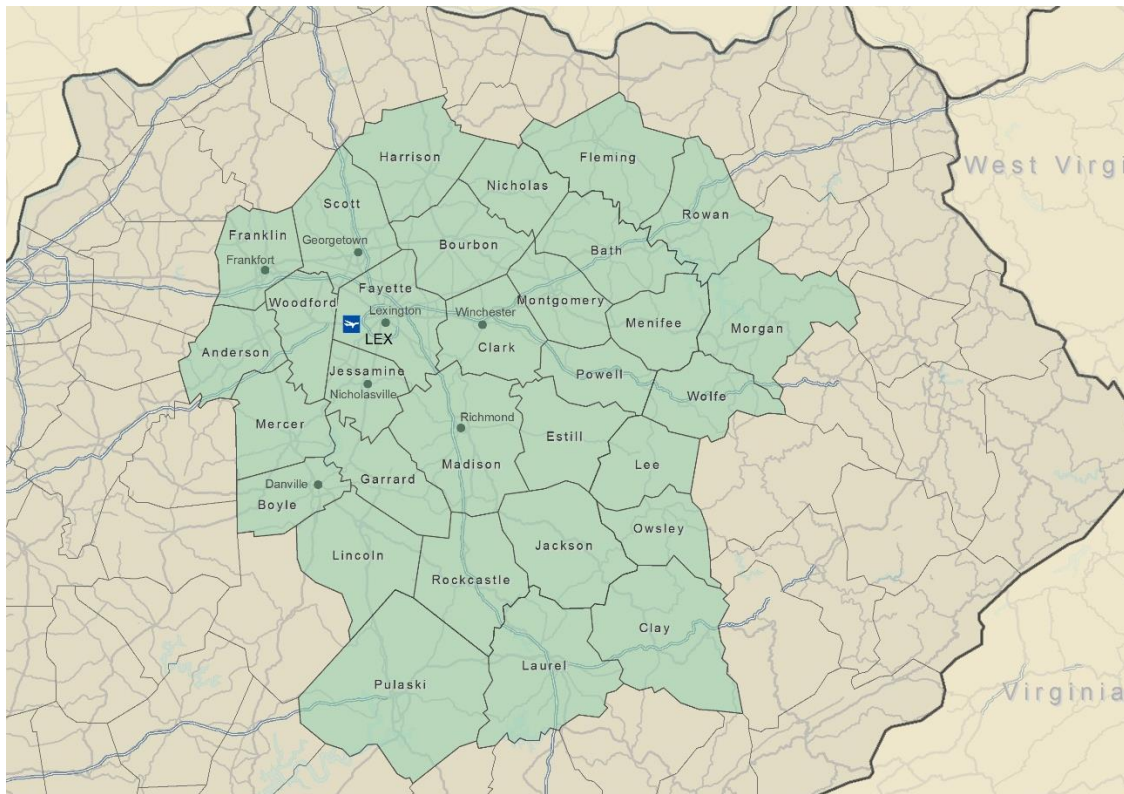 Harrison
Fleming
Nicholas
West Virgi
Scott
Rowan
Franklin
Georgetown
Bourbon
Bath
Frankfort
Fayette
Woodford
Montgomery
Lexington
Winchester
Menifee
Morgan
LEX
Clark
Anderson
Jessamine
Powell
Nicholasville
Wolfe
Richmond
Mercer
Estill
Madison
Lee
Garrard
Danville
Boyle
Owsley
Jackson
Lincoln
Rockcastle
Clay
Laurel
Pulaski
Virginia